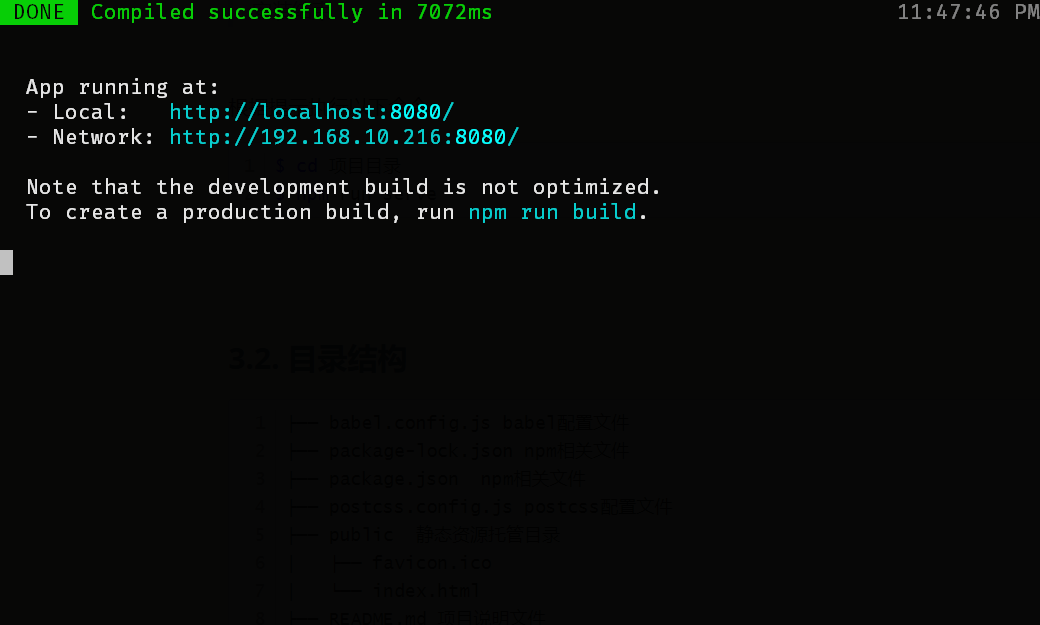 DONE  Compiled successfully in 7072ms 11:47:46 PM
App running at:
- Local:   http://localhost:8080/
- Network: http://192.168.10.216:8080/
$ cd 项目目录
Note that the development build is not optimized.
To create a production build, run npm run build.
3.2. 目录结构
1 ├── babel.config.js babel配置文件
2 ├── package-lock.json npm相关文件
3 ├── package.json  npm相关文件
4 ├── postcss.config.js postcss配置文件
5 ├── public  静态资源托管目录
6 │   ├── favicon.ico
7 │   └── index.html
8 ├── README.md 项目说明文件